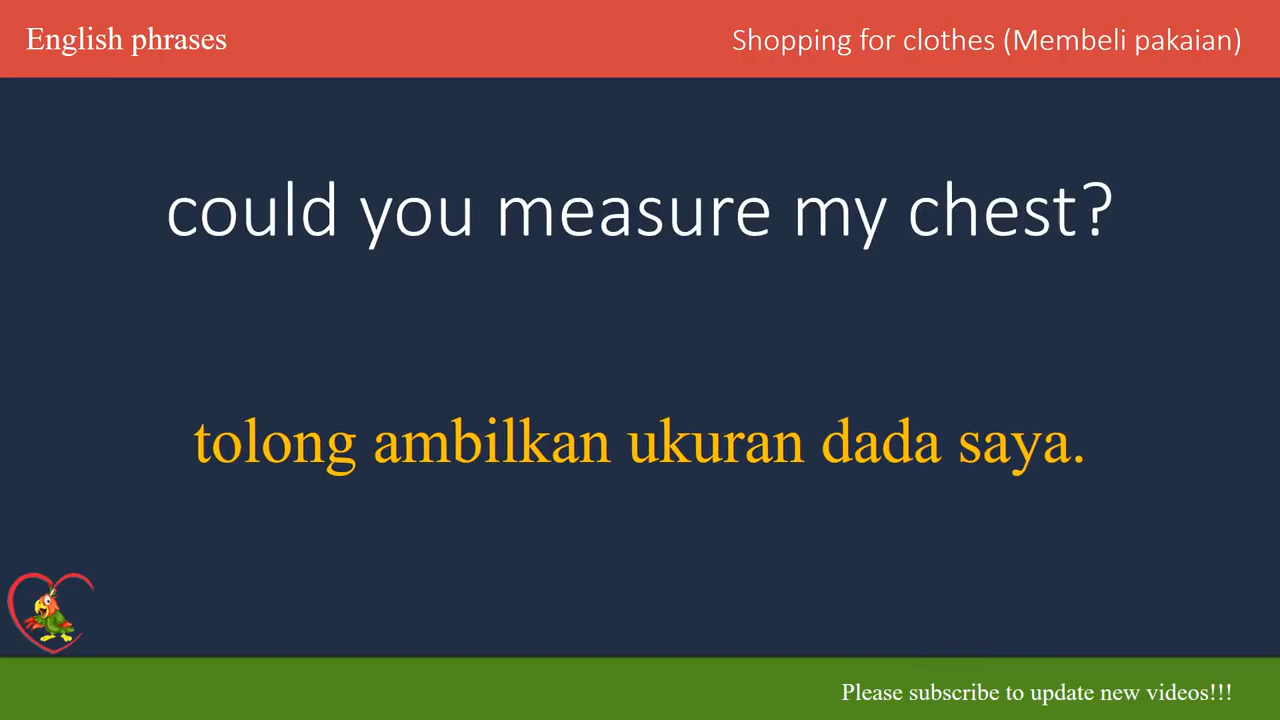 English phrases
Shopping for clothes (Membeli pakaian)
could you measure my chest?
tolong ambilkan ukuran dada saya.
Please subscribe to update new videos!!!